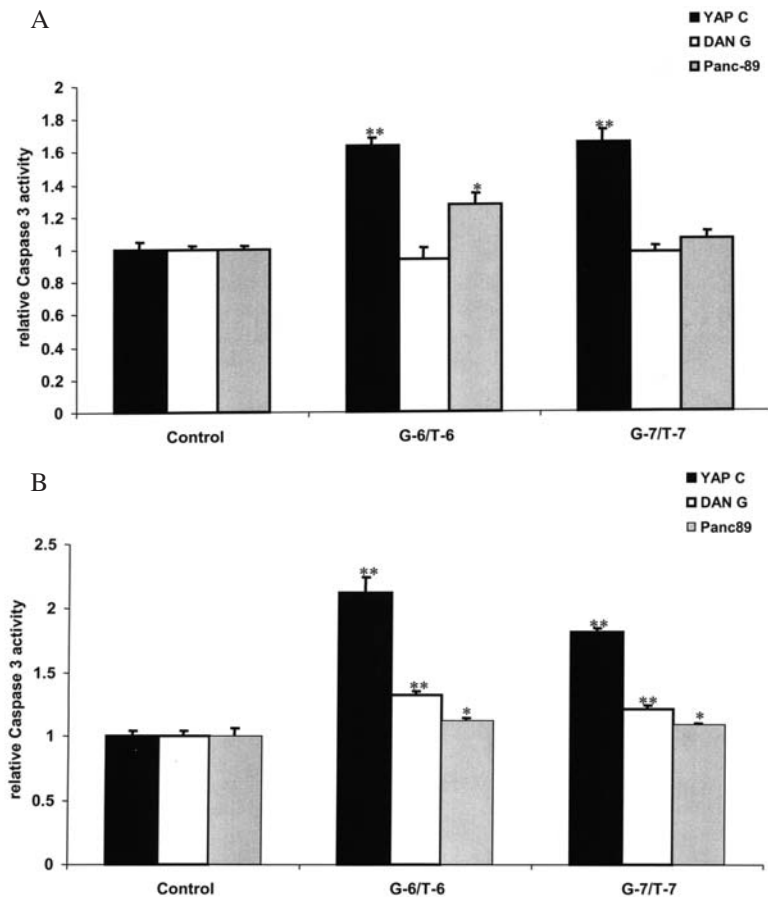 A
YAP C
DAN G
Panc-89
relative Caspase 3 activity
2
1.8
1.6
1.4
1.2
1
0.8
0.6
0.4
0.2
0
**
*
**
Control
G-6/T-6
G-7/T-7
B
YAP C
DAN G
Panc89
relative Caspase 3 activity
2.5
2
1.5
1
0.5
0
**
**
*
**
**
*
Control
G-6/T-6
G-7/T-7